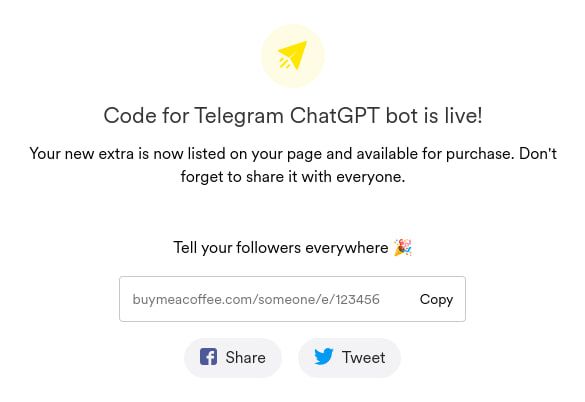 Code for Telegram ChatGPT bot is live!
Your new extra is now listed on your page and available for purchase. Don't
forget to share it with everyone.
Tell your followers everywhere 🎉
buymeacoffee.com/someone/e/123456 Copy
Share Tweet